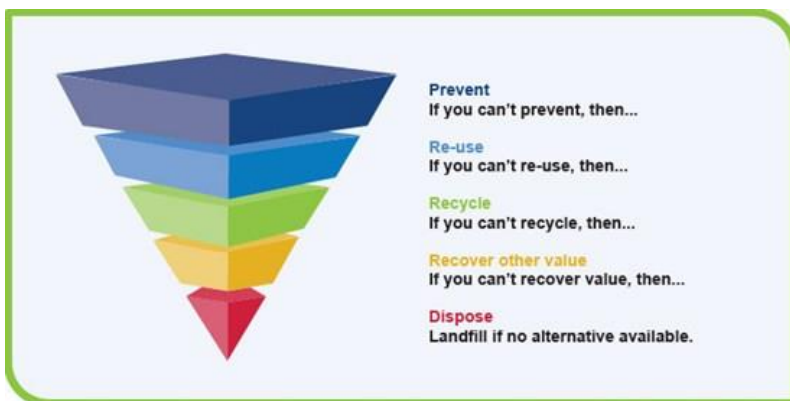 Prevent
If you can't prevent, then...
Re-use
If you can't re-use, then...
Recycle
If you can't recycle, then...
Recover other value
If you can't recover value, then...
Dispose
Landfill if no alternative available.